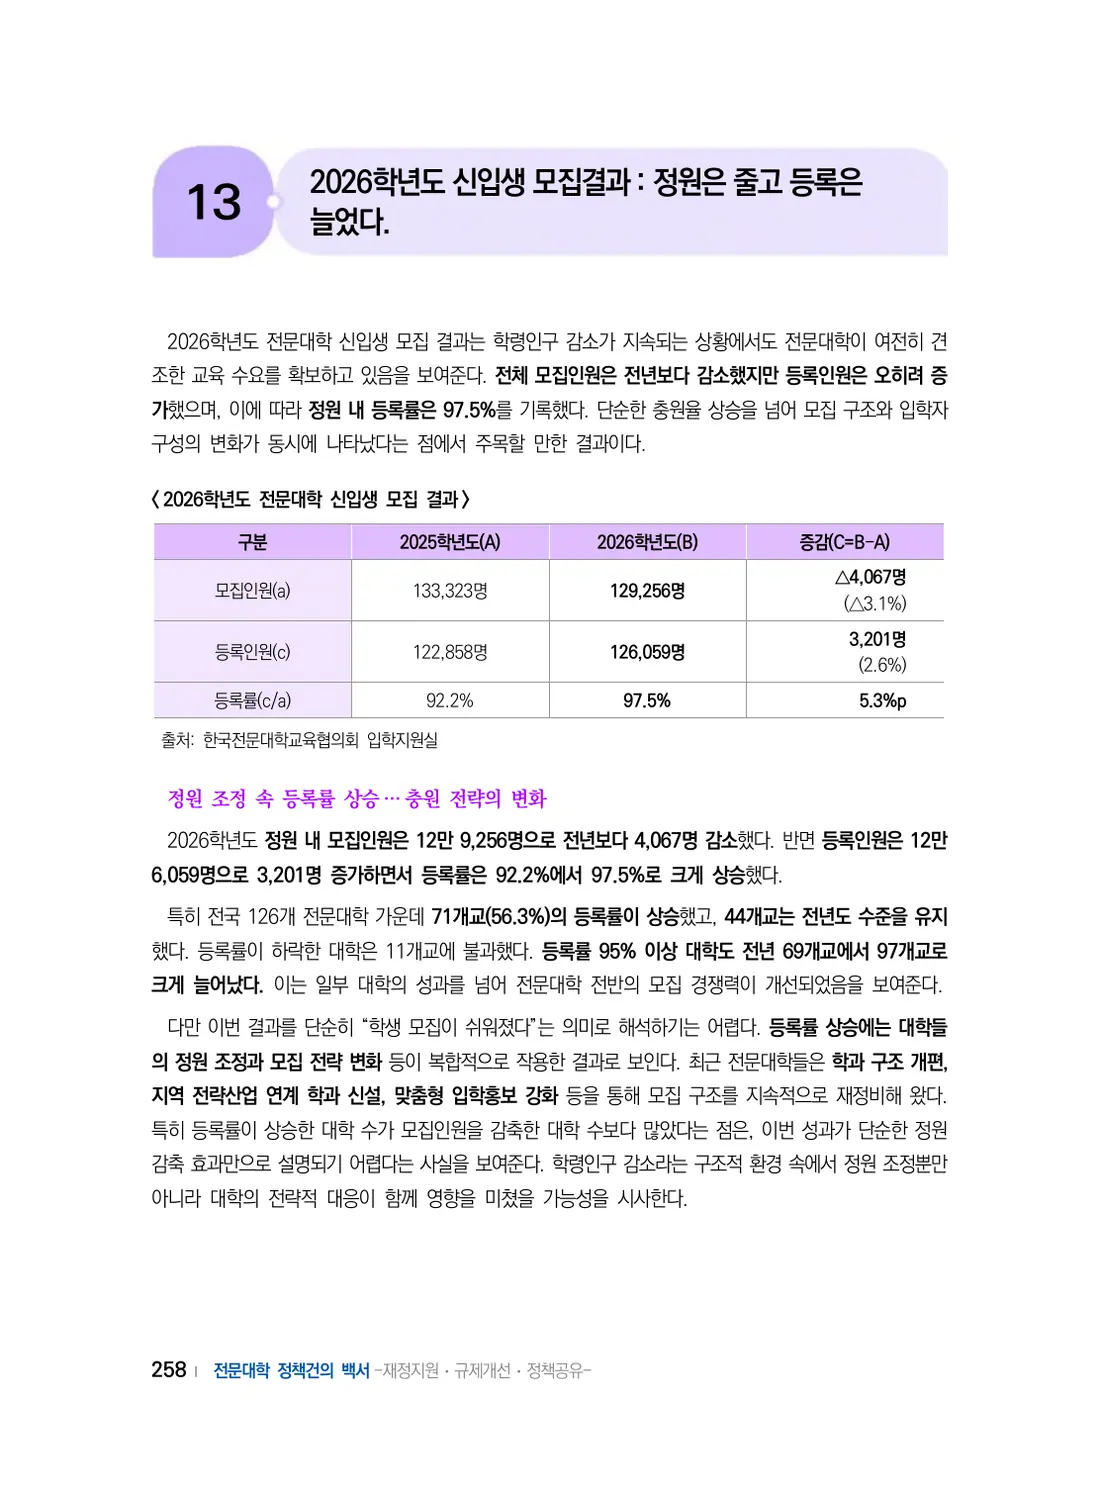 13
2026학년도 신입생 모집결과 : 정원은 줄고 등록은
늘었다.
2026학년도 전문대학 신입생 모집 결과는 학령인구 감소가 지속되는 상황에서도 전문대학이 여전히 견
조한 교육 수요를 확보하고 있음을 보여준다. 전체 모집인원은 전년보다 감소했지만 등록인원은 오히려 증
가했으며, 이에 따라 정원 내 등록률은 97.5%를 기록했다. 단순한 충원율 상승을 넘어 모집 구조와 입학자
구성의 변화가 동시에 나타났다는 점에서 주목할 만한 결과이다.
< 2026학년도 전문대학 신입생 모집 결과 >
구분 2025학년도(A) 2026학년도(B) 증감(C=B-A)
모집인원(a) 133,323명 129,256명 △4,067명
(△3.1%)
등록인원(c) 122,858명 126,059명 3,201명
(2.6%)
등록률(c/a) 92.2% 97.5% 5.3%p
출처: 한국전문대학교육협의회 입학지원실
정원 조정 속 등록률 상승… 충원 전략의 변화
2026학년도 정원 내 모집인원은 12만 9,256명으로 전년보다 4,067명 감소했다. 반면 등록인원은 12만
6,059명으로 3,201명 증가하면서 등록률은 92.2%에서 97.5%로 크게 상승했다.
특히 전국 126개 전문대학 가운데 71개교(56.3%)의 등록률이 상승했고, 44개교는 전년도 수준을 유지
했다. 등록률이 하락한 대학은 11개교에 불과했다. 등록률 95% 이상 대학도 전년 69개교에서 97개교로
크게 늘어났다. 이는 일부 대학의 성과를 넘어 전문대학 전반의 모집 경쟁력이 개선되었음을 보여준다.
다만 이번 결과를 단순히 “학생 모집이 쉬워졌다”는 의미로 해석하기는 어렵다. 등록률 상승에는 대학들
의 정원 조정과 모집 전략 변화 등이 복합적으로 작용한 결과로 보인다. 최근 전문대학들은 학과 구조 개편,
지역 전략산업 연계 학과 신설, 맞춤형 입학홍보 강화 등을 통해 모집 구조를 지속적으로 재정비해 왔다.
특히 등록률이 상승한 대학 수가 모집인원을 감축한 대학 수보다 많았다는 점은, 이번 성과가 단순한 정원
감축 효과만으로 설명되기 어렵다는 사실을 보여준다. 학령인구 감소라는 구조적 환경 속에서 정원 조정뿐만
아니라 대학의 전략적 대응이 함께 영향을 미쳤을 가능성을 시사한다.
258 | 전문대학 정책건의 백서 -재정지원·규제개선·정책공유-